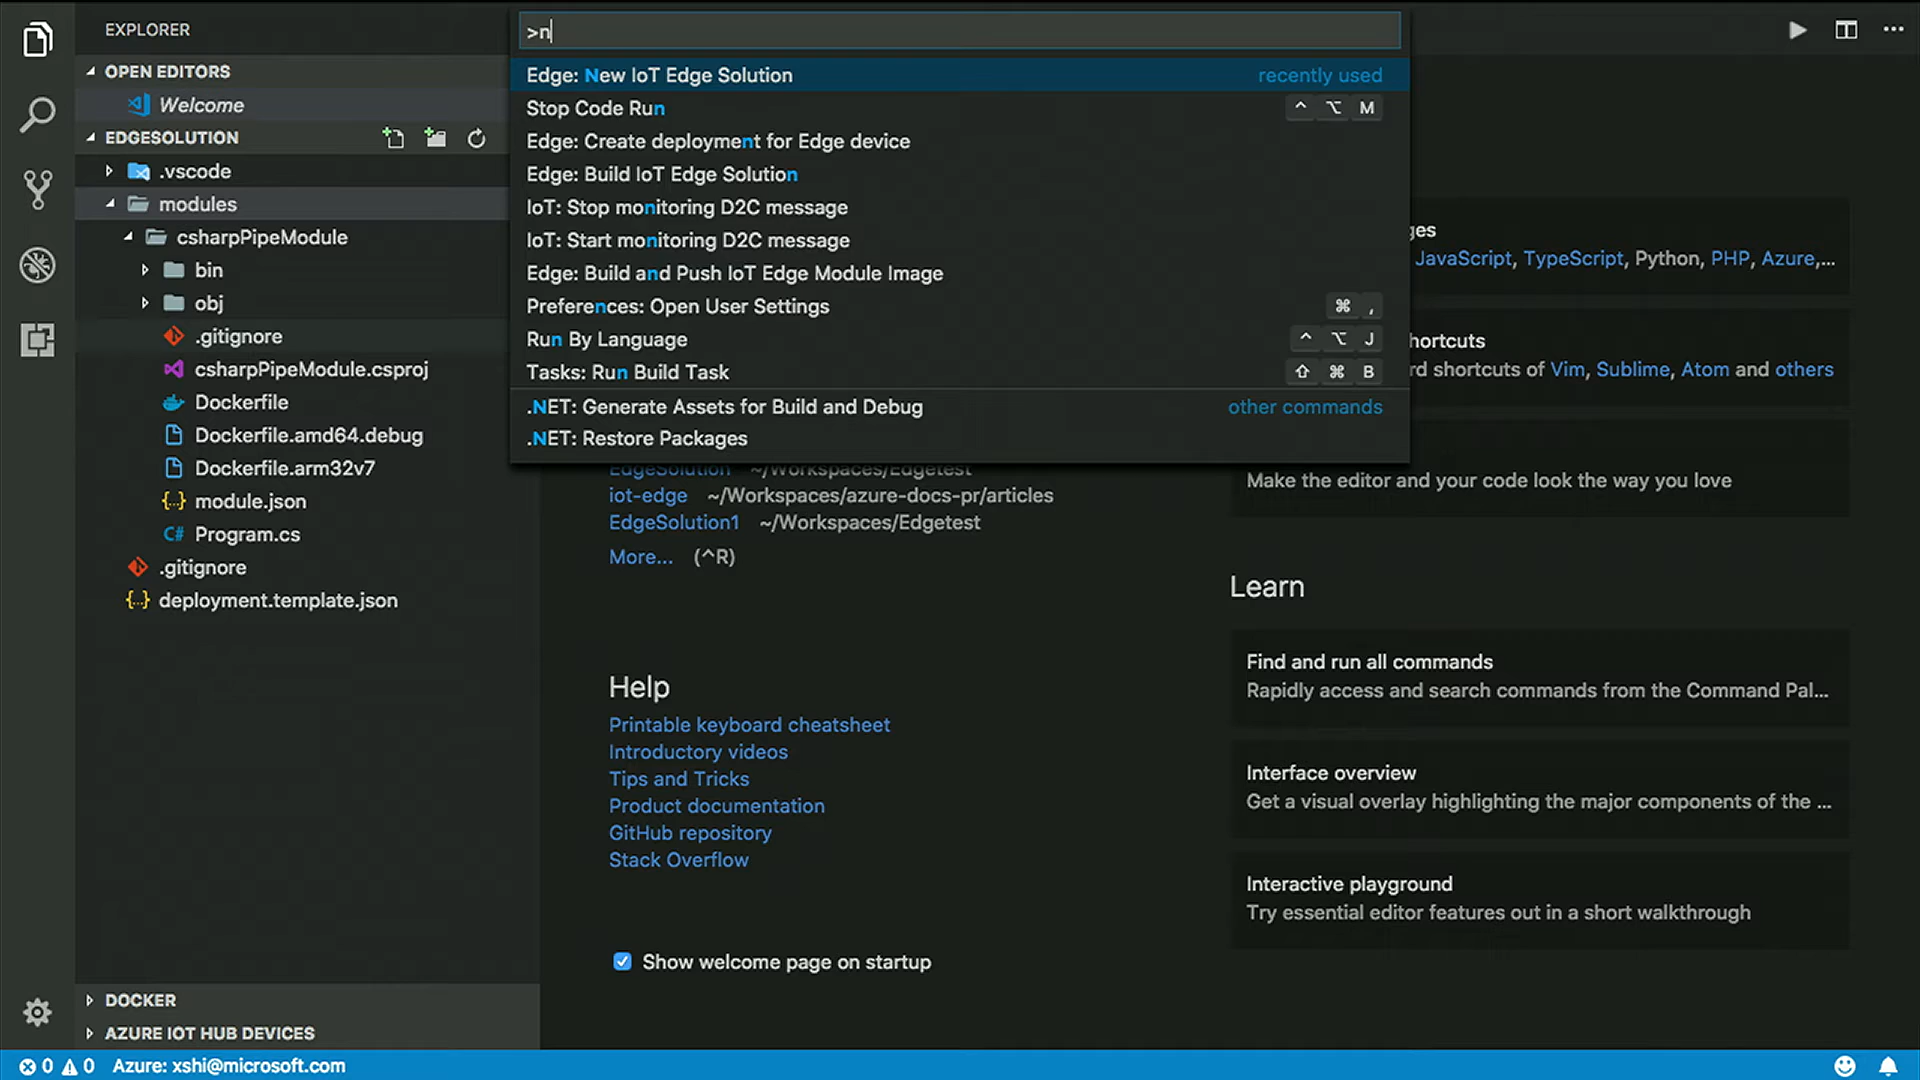 EXPLORER
OPEN EDITORS
Welcome
EDGESOLUTION
.vscode
modules
csharpPipeModule
bin
obj
.gitignore
csharpPipeModule.csproj
Dockerfile
Dockerfile.amd64.debug
Dockerfile.arm32v7
module.json
Program.cs
.gitignore
deployment.template.json
DOCKER
AZURE IOT HUB DEVICES
>n
Edge: New IoT Edge Solution recently used
Stop Code Run ^ ⌥ M
Edge: Create deployment for Edge device
Edge: Build IoT Edge Solution
IoT: Stop monitoring D2C message
IoT: Start monitoring D2C message
Edge: Build and Push IoT Edge Module Image
Preferences: Open User Settings ⌘ ,
Run By Language ^ ⌥ J
Tasks: Run Build Task ⇧ ⌘ B
.NET: Generate Assets for Build and Debug other commands
.NET: Restore Packages
EdgeSolution ~/Workspaces/Edgetest
iot-edge ~/Workspaces/azure-docs-pr/articles
EdgeSolution1 ~/Workspaces/Edgetest
More... (^R)
Help
Printable keyboard cheatsheet
Introductory videos
Tips and Tricks
Product documentation
GitHub repository
Stack Overflow
Show welcome page on startup
ges
JavaScript, TypeScript, Python, PHP, Azure,...
hortcuts
rd shortcuts of Vim, Sublime, Atom and others
Make the editor and your code look the way you love
Learn
Find and run all commands
Rapidly access and search commands from the Command Pal...
Interface overview
Get a visual overlay highlighting the major components of the ...
Interactive playground
Try essential editor features out in a short walkthrough
0 0 Azure: xshi@microsoft.com